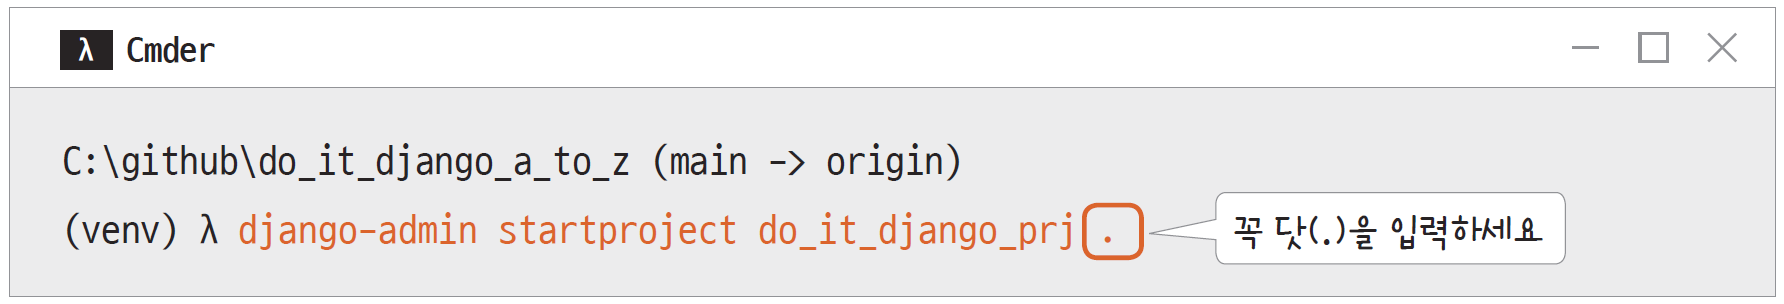 λ Cmder
C:\github\do_it_django_a_to_z (main -> origin)
(venv) λ django-admin startproject do_it_django_prj .
꼭 닷(.)을 입력하세요